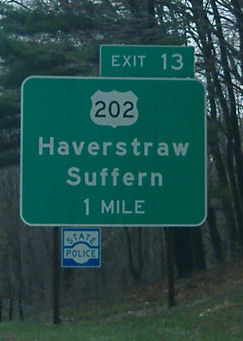 EXIT 13
202
Haverstraw
Suffern
1 MILE
STATE
POLICE